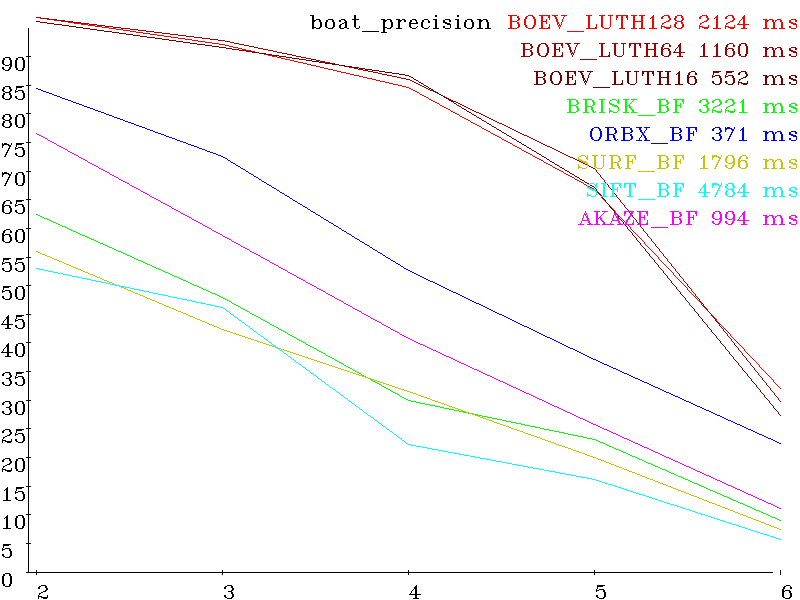 boat_precision BOEV_LUTH128 2124 ms
BOEV_LUTH64 1160 ms
BOEV_LUTH16 552 ms
BRISK_BF 3221 ms
ORBX_BF 371 ms
SURF_BF 1796 ms
SIFT_BF 4784 ms
AKAZE_BF 994 ms
90
85
80
75
70
65
60
55
50
45
40
35
30
25
20
15
10
5
0
2 3 4 5 6